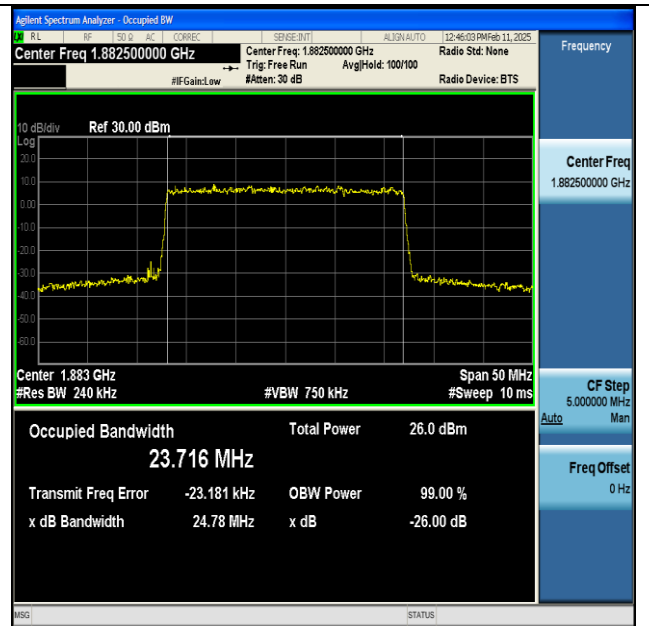 Agilent Spectrum Analyzer - Occupied BW
LXI RL RF 50 Ω AC CORREC SENSE:INT ALIGN AUTO 12:46:03 PM Feb 11, 2025
Center Freq 1.882500000 GHz
Center Freq: 1.882500000 GHz Radio Std: None
Trig: Free Run Avg|Hold: 100/100
#IFGain:Low #Atten: 30 dB Radio Device: BTS
10 dB/div Ref 30.00 dBm
Log
20.0
10.0
0.00
-10.0
-20.0
-30.0
-40.0
-50.0
-60.0
Center 1.883 GHz Span 50 MHz
#Res BW 240 kHz #VBW 750 kHz #Sweep 10 ms
Occupied Bandwidth Total Power 26.0 dBm
23.716 MHz
Transmit Freq Error -23.181 kHz OBW Power 99.00 %
x dB Bandwidth 24.78 MHz x dB -26.00 dB
MSG STATUS
Frequency
Center Freq
1.882500000 GHz
CF Step
5.000000 MHz
Auto Man
Freq Offset
0 Hz